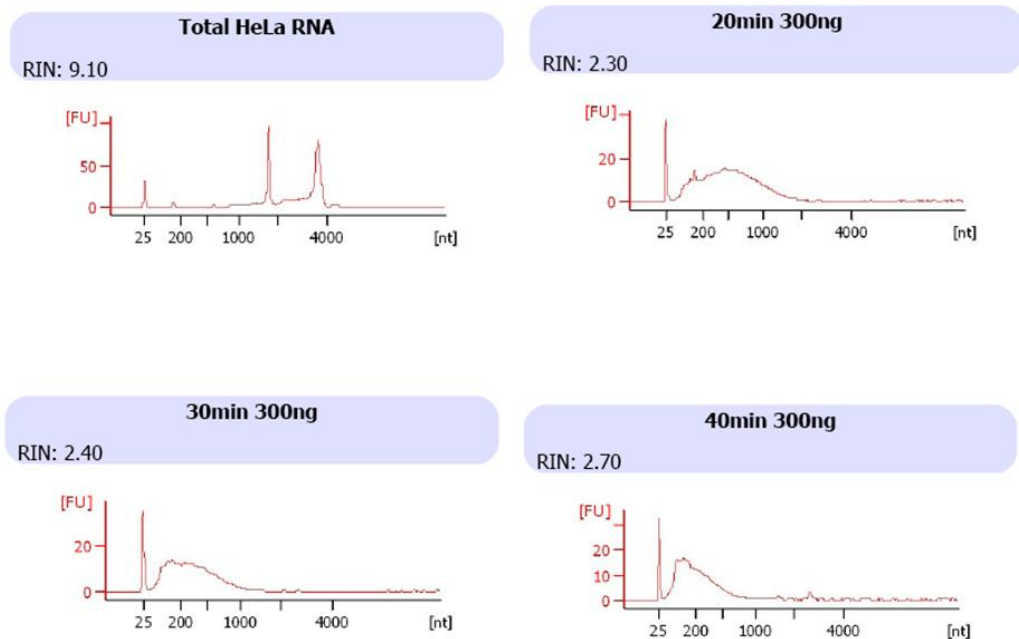 Total HeLa RNA
RIN: 9.10
[FU]
50
0
25 200 1000 4000 [nt]
20min 300ng
RIN: 2.30
[FU]
20
0
25 200 1000 4000 [nt]
30min 300ng
RIN: 2.40
[FU]
20
0
25 200 1000 4000 [nt]
40min 300ng
RIN: 2.70
[FU]
20
10
0
25 200 1000 4000 [nt]